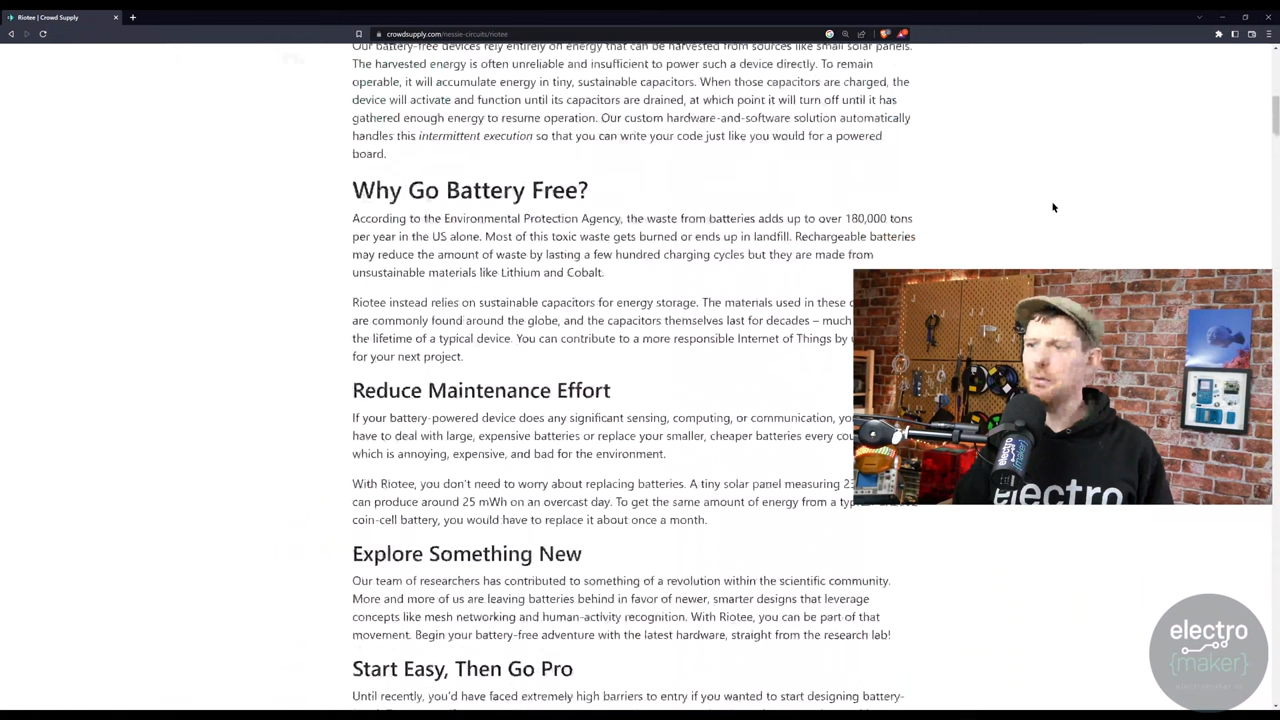 Riotee | Crowd Supply
crowdsupply.com/nessie-circuits/riotee
Our battery-free devices rely entirely on energy that can be harvested from sources like small solar panels.
The harvested energy is often unreliable and insufficient to power such a device directly. To remain
operable, it will accumulate energy in tiny, sustainable capacitors. When those capacitors are charged, the
device will activate and function until its capacitors are drained, at which point it will turn off until it has
gathered enough energy to resume operation. Our custom hardware-and-software solution automatically
handles this intermittent execution so that you can write your code just like you would for a powered
board.
Why Go Battery Free?
According to the Environmental Protection Agency, the waste from batteries adds up to over 180,000 tons
per year in the US alone. Most of this toxic waste gets burned or ends up in landfill. Rechargeable batteries
may reduce the amount of waste by lasting a few hundred charging cycles but they are made from
unsustainable materials like Lithium and Cobalt.
Riotee instead relies on sustainable capacitors for energy storage. The materials used in these
are commonly found around the globe, and the capacitors themselves last for decades – much
the lifetime of a typical device. You can contribute to a more responsible Internet of Things by
for your next project.
Reduce Maintenance Effort
If your battery-powered device does any significant sensing, computing, or communication,
have to deal with large, expensive batteries or replace your smaller, cheaper batteries every
which is annoying, expensive, and bad for the environment.
With Riotee, you don't need to worry about replacing batteries. A tiny solar panel measuring
can produce around 25 mWh on an overcast day. To get the same amount of energy from a
coin-cell battery, you would have to replace it about once a month.
Explore Something New
Our team of researchers has contributed to something of a revolution within the scientific community.
More and more of us are leaving batteries behind in favor of newer, smarter designs that leverage
concepts like mesh networking and human-activity recognition. With Riotee, you can be part of that
movement. Begin your battery-free adventure with the latest hardware, straight from the research lab!
Start Easy, Then Go Pro
Until recently, you'd have faced extremely high barriers to entry if you wanted to start designing battery-
electro
maker
electro
electro
{maker}
electromaker.io